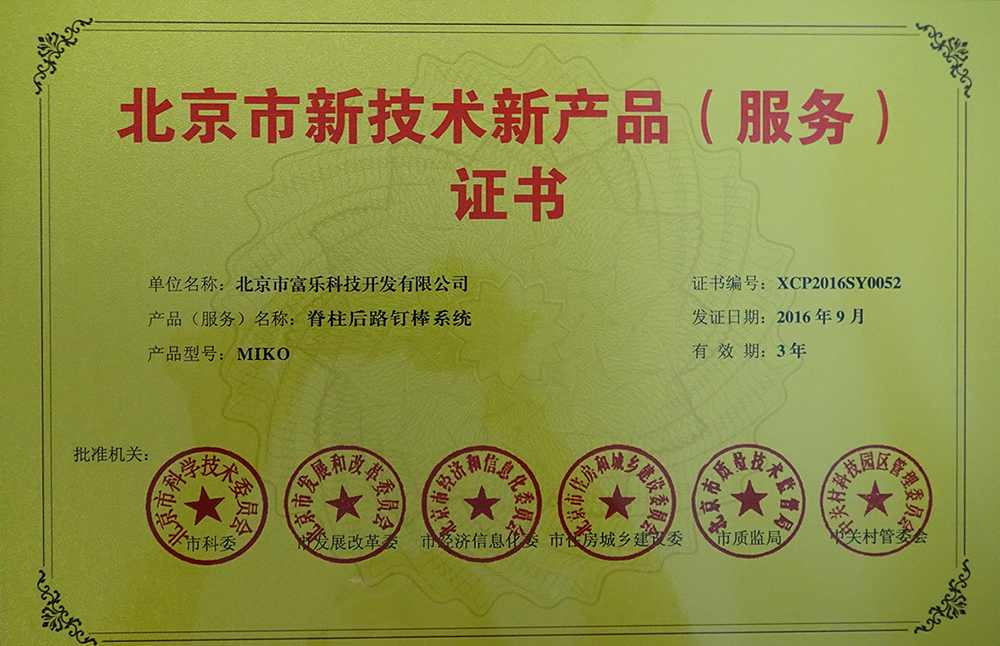 北京市新技术新产品（服务）
证书
单位名称：北京市富乐科技开发有限公司
产品（服务）名称：脊柱后路钉棒系统
产品型号：MIKO
证书编号：XCP2016SY0052
发证日期：2016年9月
有 效 期：3年
批准机关：
北京市科学技术委员会
市科委
北京市发展和改革委员会
市发展改革委
北京市经济和信息化委员会
市经济信息化委
北京市住房和城乡建设委员会
市住房城乡建设委
北京市质量技术监督局
市质监局
中关村科技园区管理委员会
中关村管委会